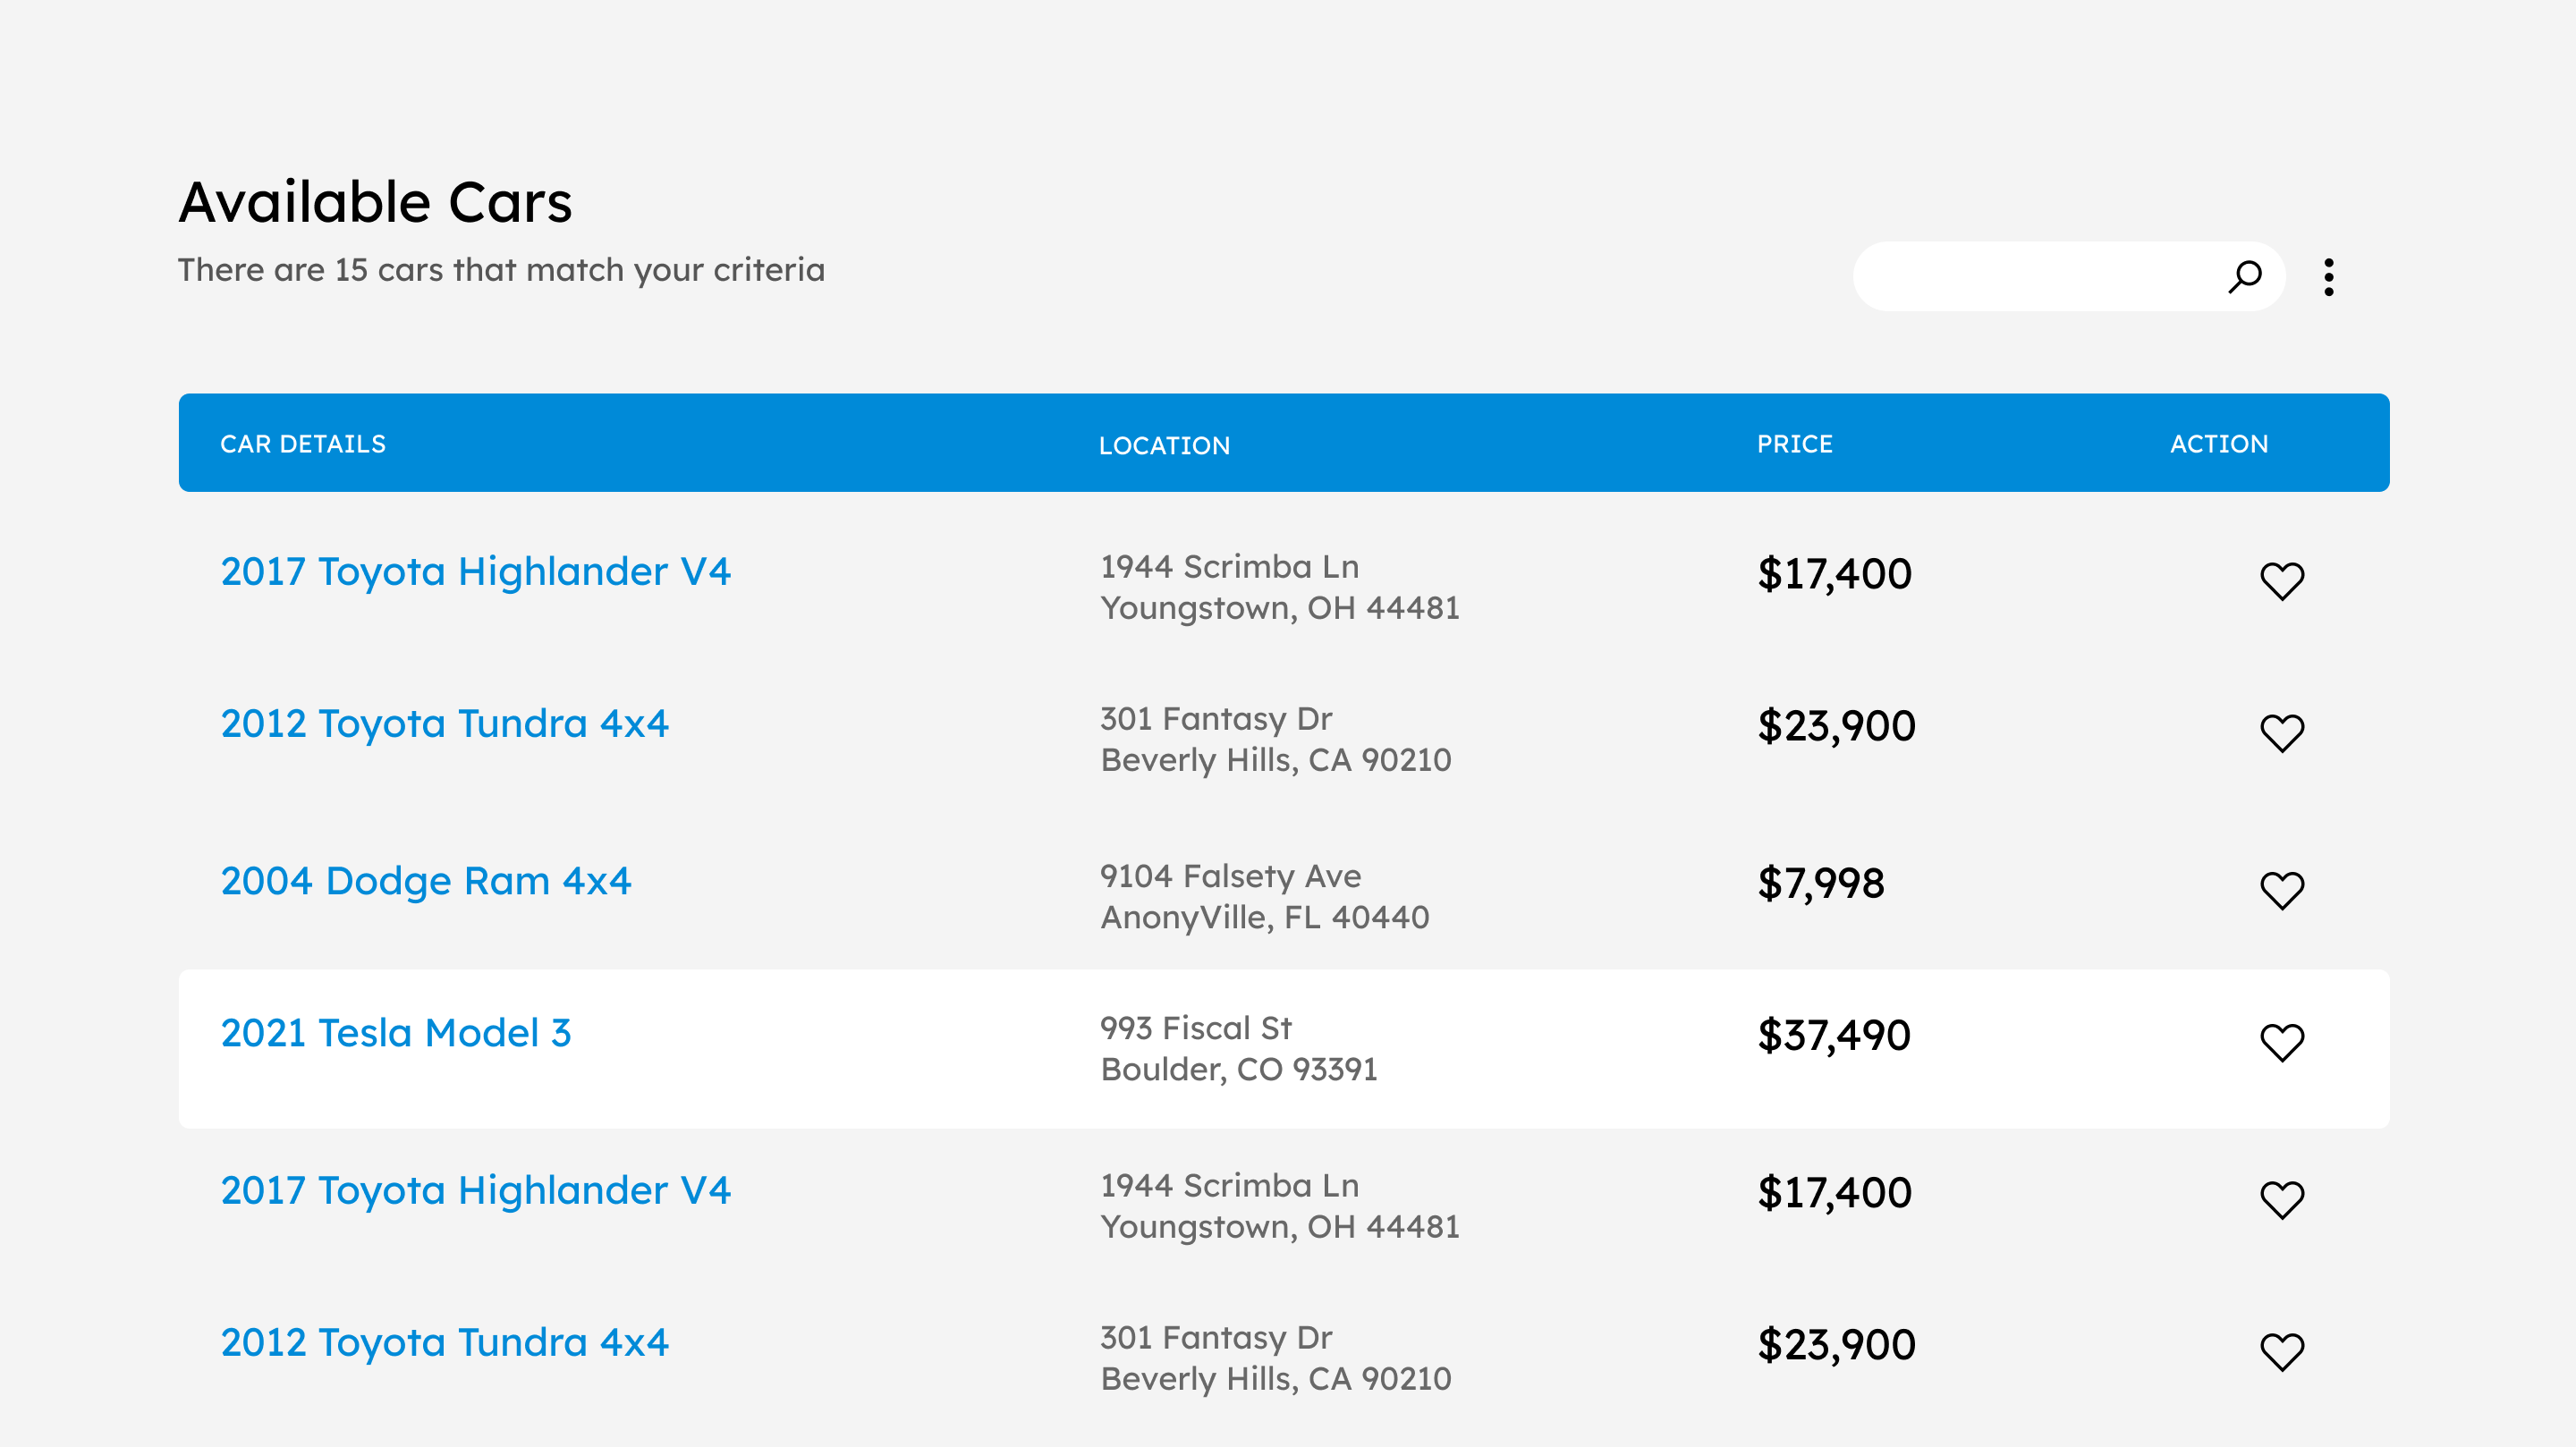 Available Cars
There are 15 cars that match your criteria
CAR DETAILS LOCATION PRICE ACTION
2017 Toyota Highlander V4 1944 Scrimba Ln $17,400
Youngstown, OH 44481
2012 Toyota Tundra 4x4 301 Fantasy Dr $23,900
Beverly Hills, CA 90210
2004 Dodge Ram 4x4 9104 Falsety Ave $7,998
AnonyVille, FL 40440
2021 Tesla Model 3 993 Fiscal St $37,490
Boulder, CO 93391
2017 Toyota Highlander V4 1944 Scrimba Ln $17,400
Youngstown, OH 44481
2012 Toyota Tundra 4x4 301 Fantasy Dr $23,900
Beverly Hills, CA 90210